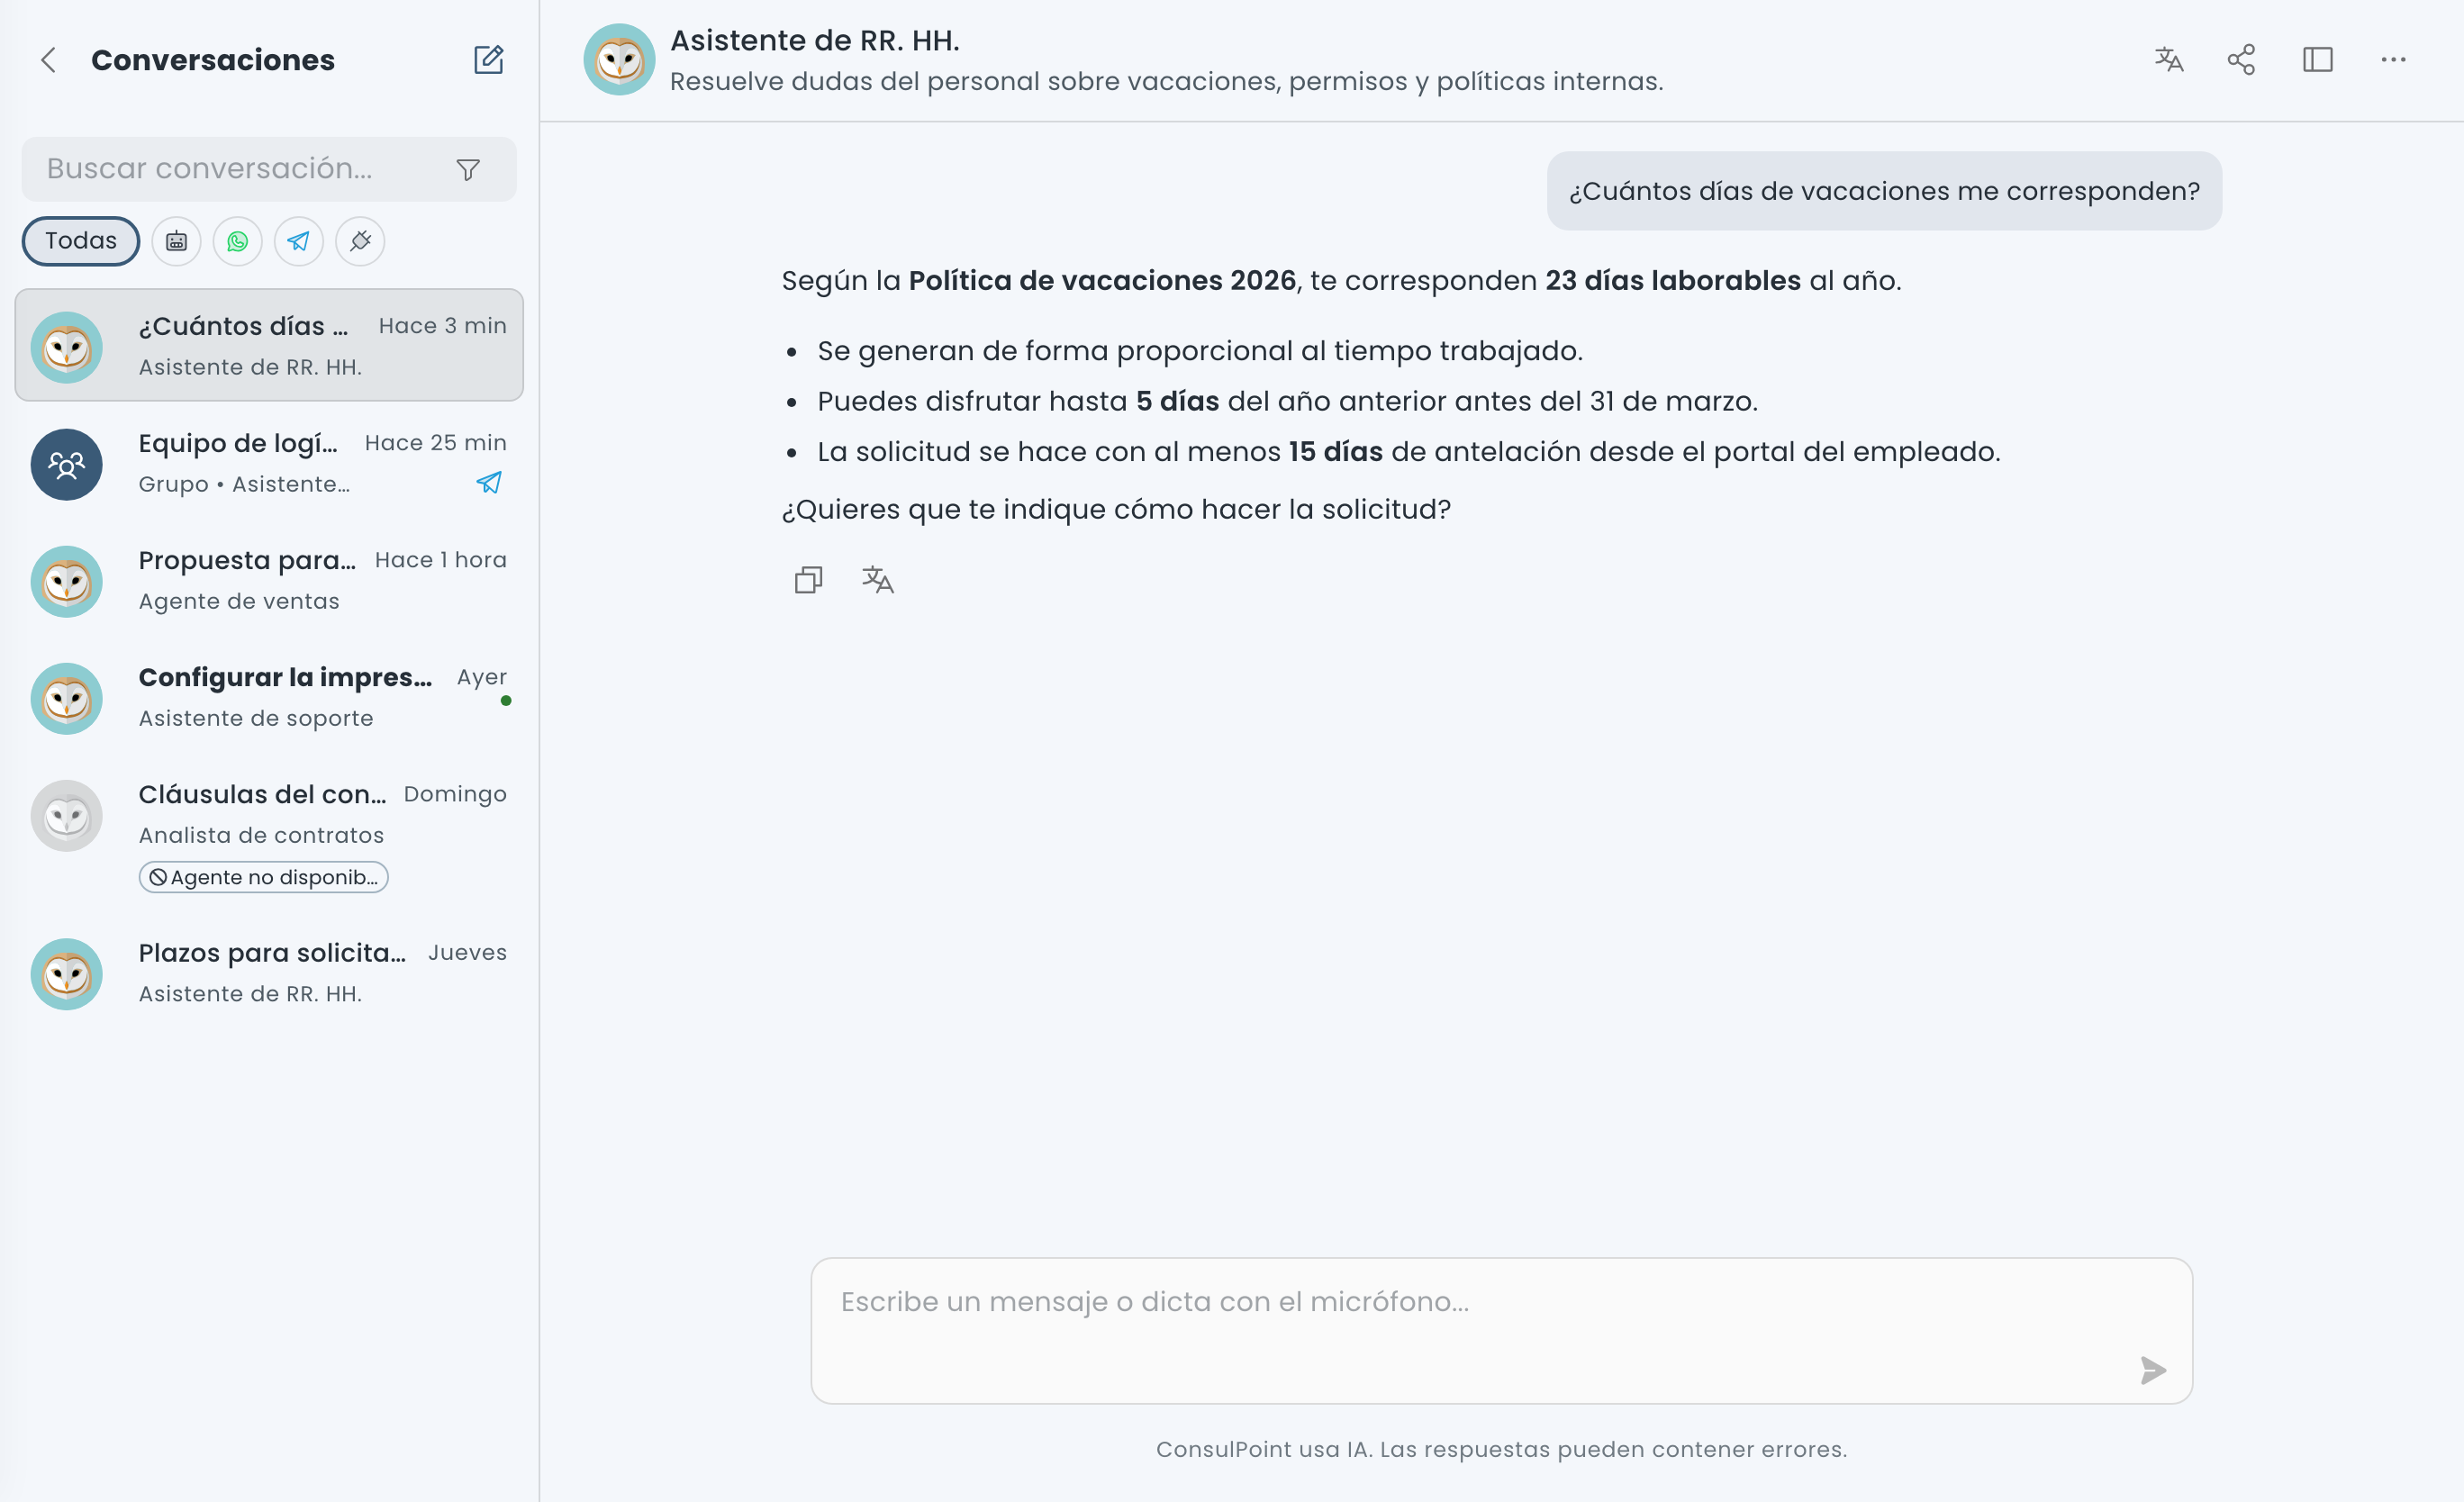 Conversaciones
Buscar conversación...
Todas
¿Cuántos días ... Hace 3 min
Asistente de RR. HH.
Equipo de logí... Hace 25 min
Grupo • Asistente...
Propuesta para... Hace 1 hora
Agente de ventas
Configurar la impres... Ayer
Asistente de soporte
Cláusulas del con... Domingo
Analista de contratos
Agente no disponib...
Plazos para solicita... Jueves
Asistente de RR. HH.
Asistente de RR. HH.
Resuelve dudas del personal sobre vacaciones, permisos y políticas internas.
¿Cuántos días de vacaciones me corresponden?
Según la Política de vacaciones 2026, te corresponden 23 días laborables al año.
• Se generan de forma proporcional al tiempo trabajado.
• Puedes disfrutar hasta 5 días del año anterior antes del 31 de marzo.
• La solicitud se hace con al menos 15 días de antelación desde el portal del empleado.
¿Quieres que te indique cómo hacer la solicitud?
Escribe un mensaje o dicta con el micrófono...
ConsulPoint usa IA. Las respuestas pueden contener errores.